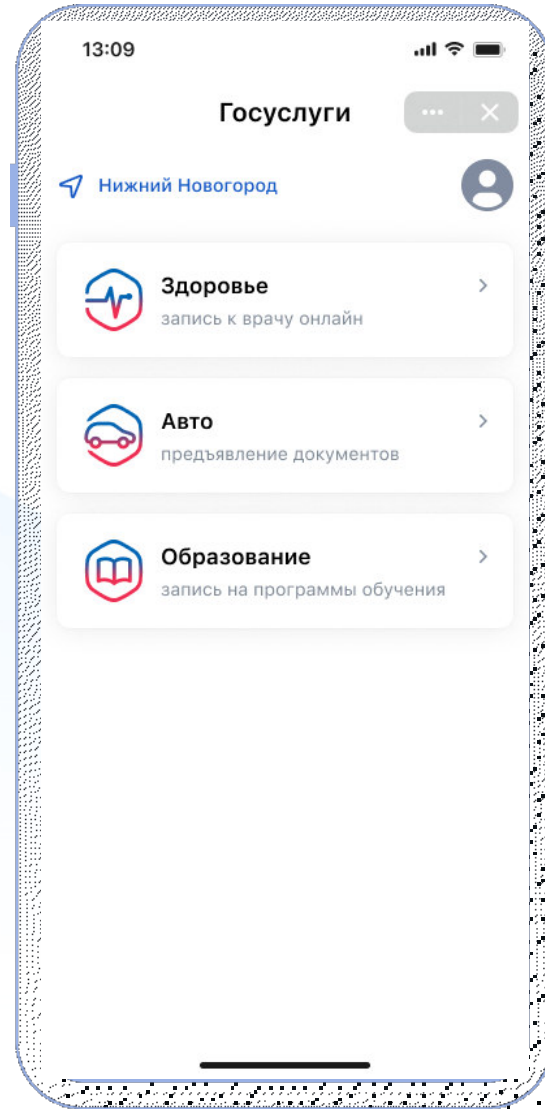 13:09
Госуслуги
Нижний Новогород
Здоровье
запись к врачу онлайн
Авто
предъявление документов
Образование
запись на программы обучения